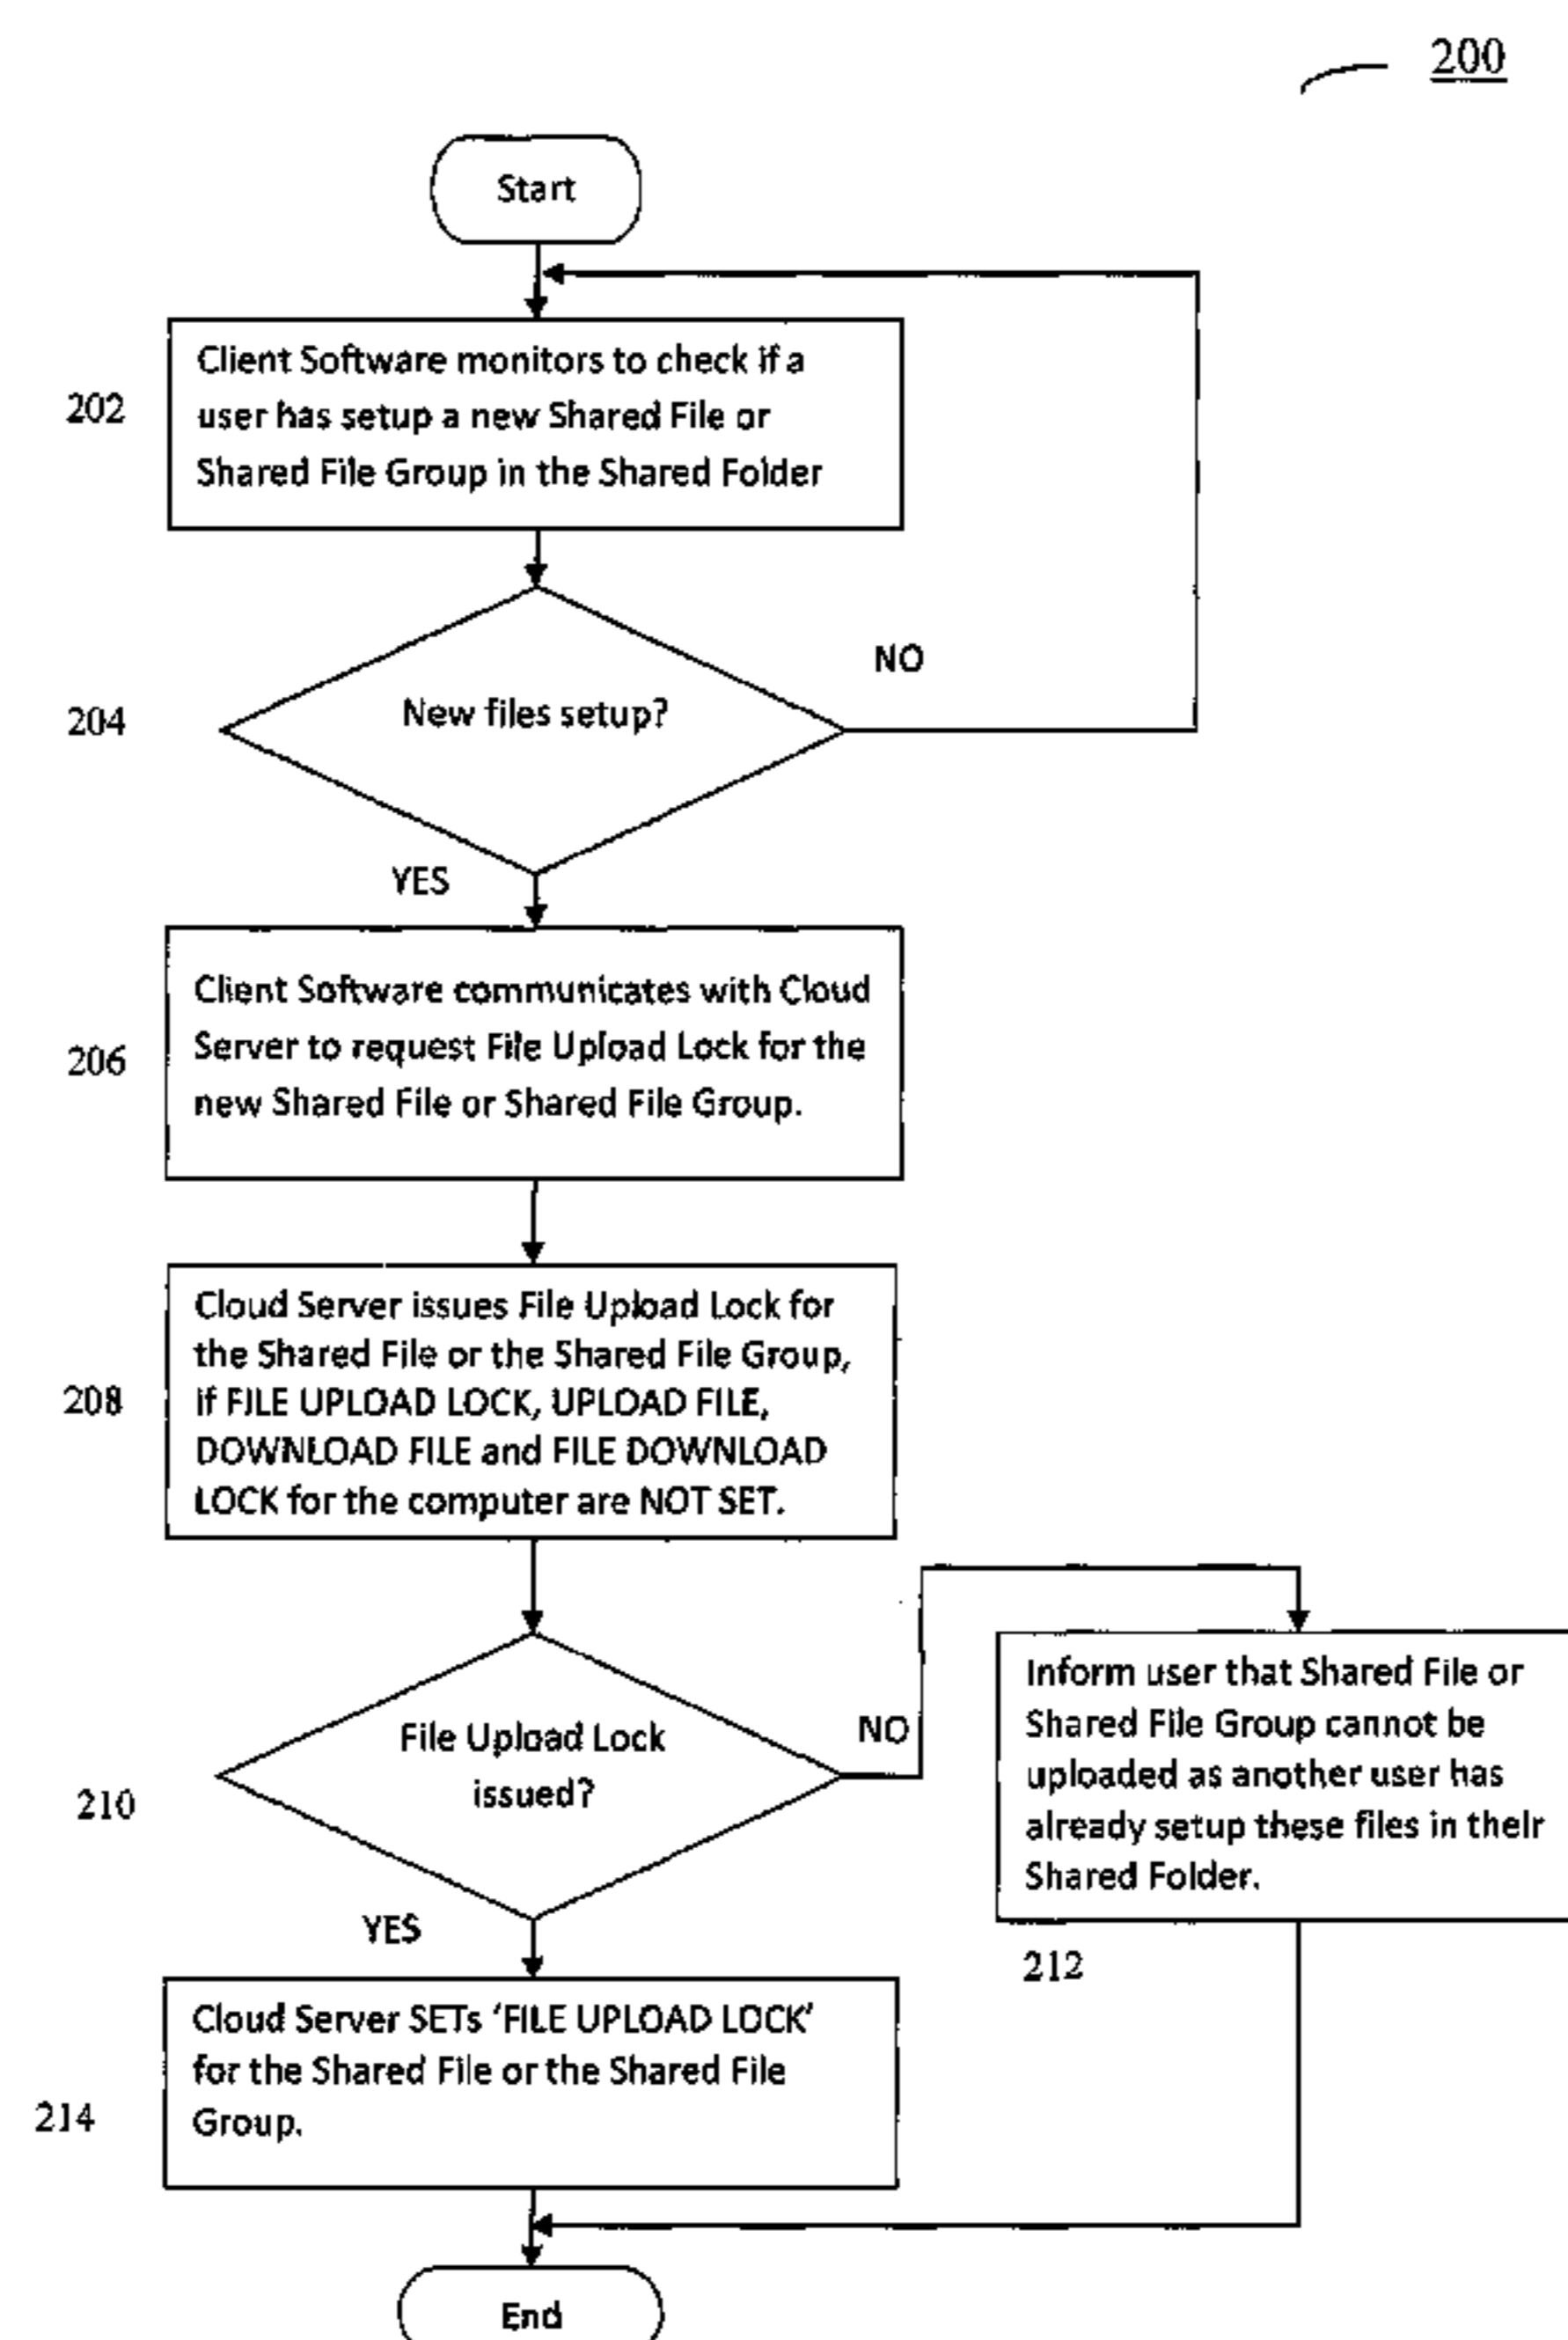 200
Start
202
Client Software monitors to check if a
user has setup a new Shared File or
Shared File Group in the Shared Folder
204
New files setup?
NO
YES
206
Client Software communicates with Cloud
Server to request File Upload Lock for the
new Shared File or Shared File Group.
208
Cloud Server issues File Upload Lock for
the Shared File or the Shared File Group,
if FILE UPLOAD LOCK, UPLOAD FILE,
DOWNLOAD FILE and FILE DOWNLOAD
LOCK for the computer are NOT SET.
210
File Upload Lock
issued?
NO
Inform user that Shared File or
Shared File Group cannot be
uploaded as another user has
already setup these files in their
Shared Folder.
212
YES
214
Cloud Server SETs ‘FILE UPLOAD LOCK’
for the Shared File or the Shared File
Group.
End